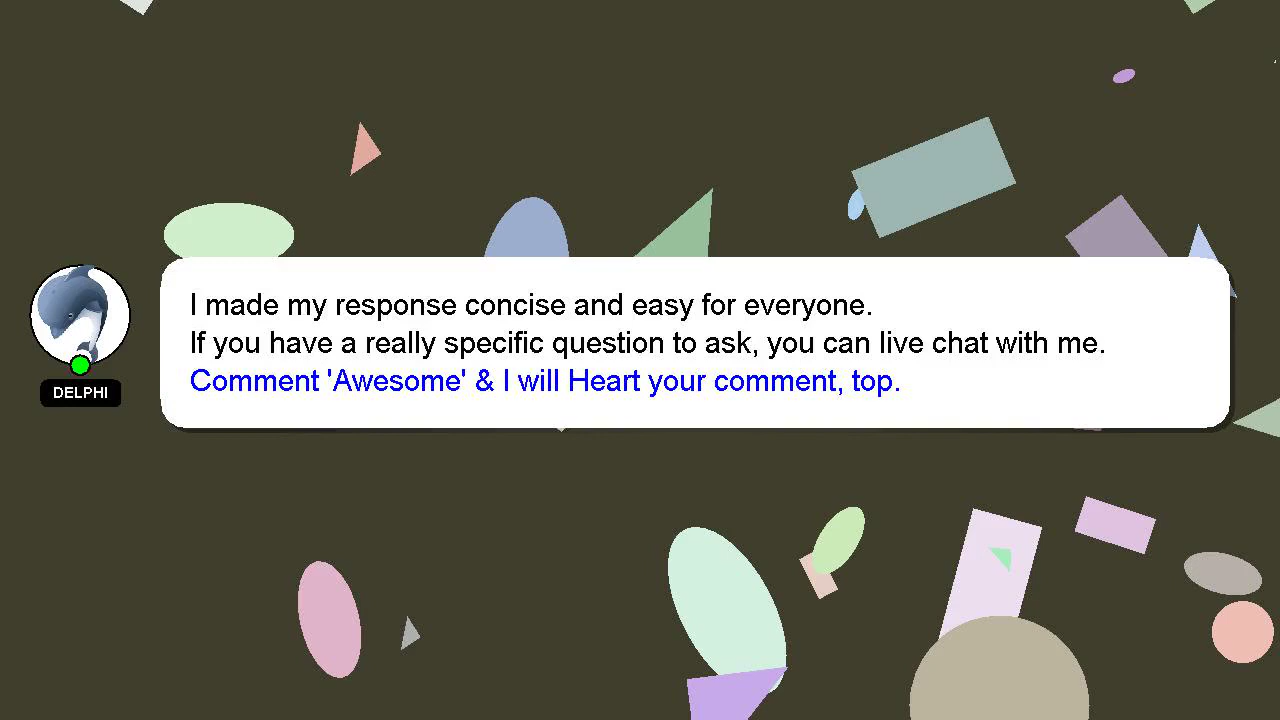 I made my response concise and easy for everyone.
If you have a really specific question to ask, you can live chat with me.
Comment 'Awesome' & I will Heart your comment, top.
DELPHI